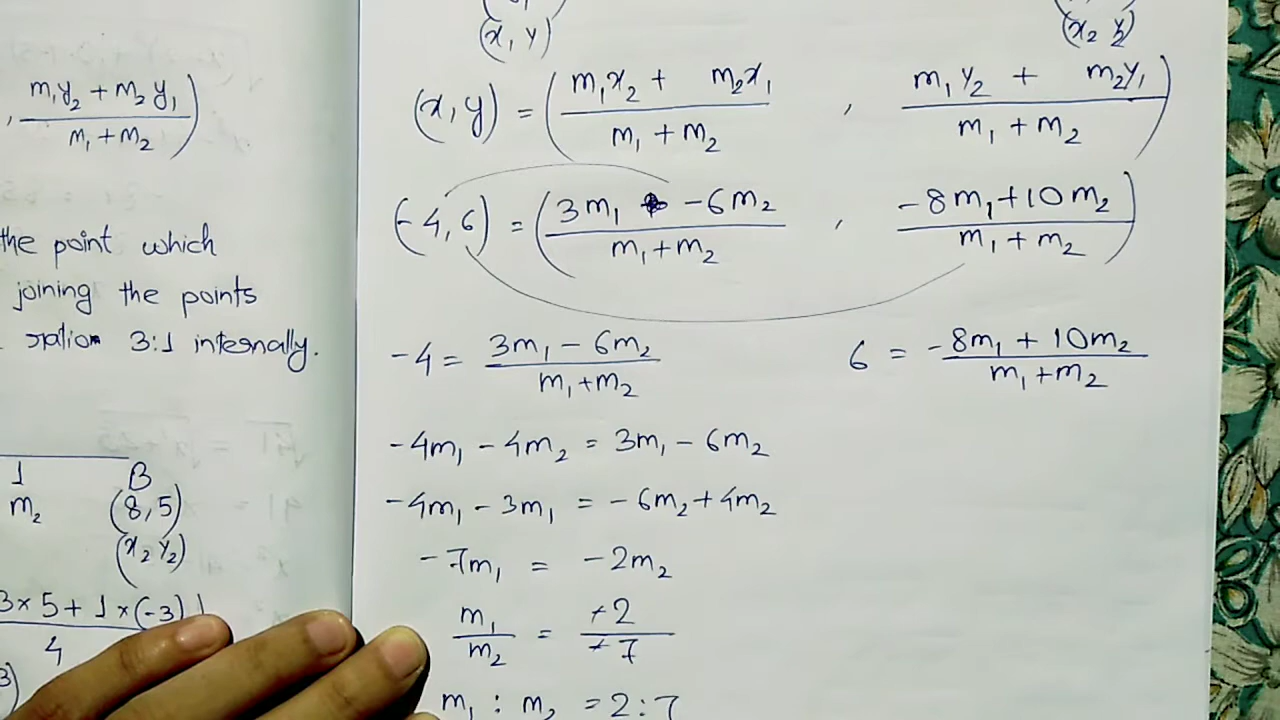 m₁y₂ + m₂y₁
, ————— )
m₁ + m₂
the point which
joining the points
ratio 3:1 internally.
1 B
m₂ (8, 5)
(x₂ y₂)
3 × 5 + 1 × (-3)
4
3)
(x, y)
(x₂ y₂)
(x, y) = ( (m₁x₂ + m₂x₁) / (m₁ + m₂) , (m₁y₂ + m₂y₁) / (m₁ + m₂) )
(-4, 6) = ( (3m₁ - 6m₂) / (m₁ + m₂) , (-8m₁ + 10m₂) / (m₁ + m₂) )
-4 = (3m₁ - 6m₂) / (m₁ + m₂)
6 = (-8m₁ + 10m₂) / (m₁ + m₂)
-4m₁ - 4m₂ = 3m₁ - 6m₂
-4m₁ - 3m₁ = -6m₂ + 4m₂
-7m₁ = -2m₂
m₁ / m₂ = -2 / -7
m₁ : m₂ = 2 : 7